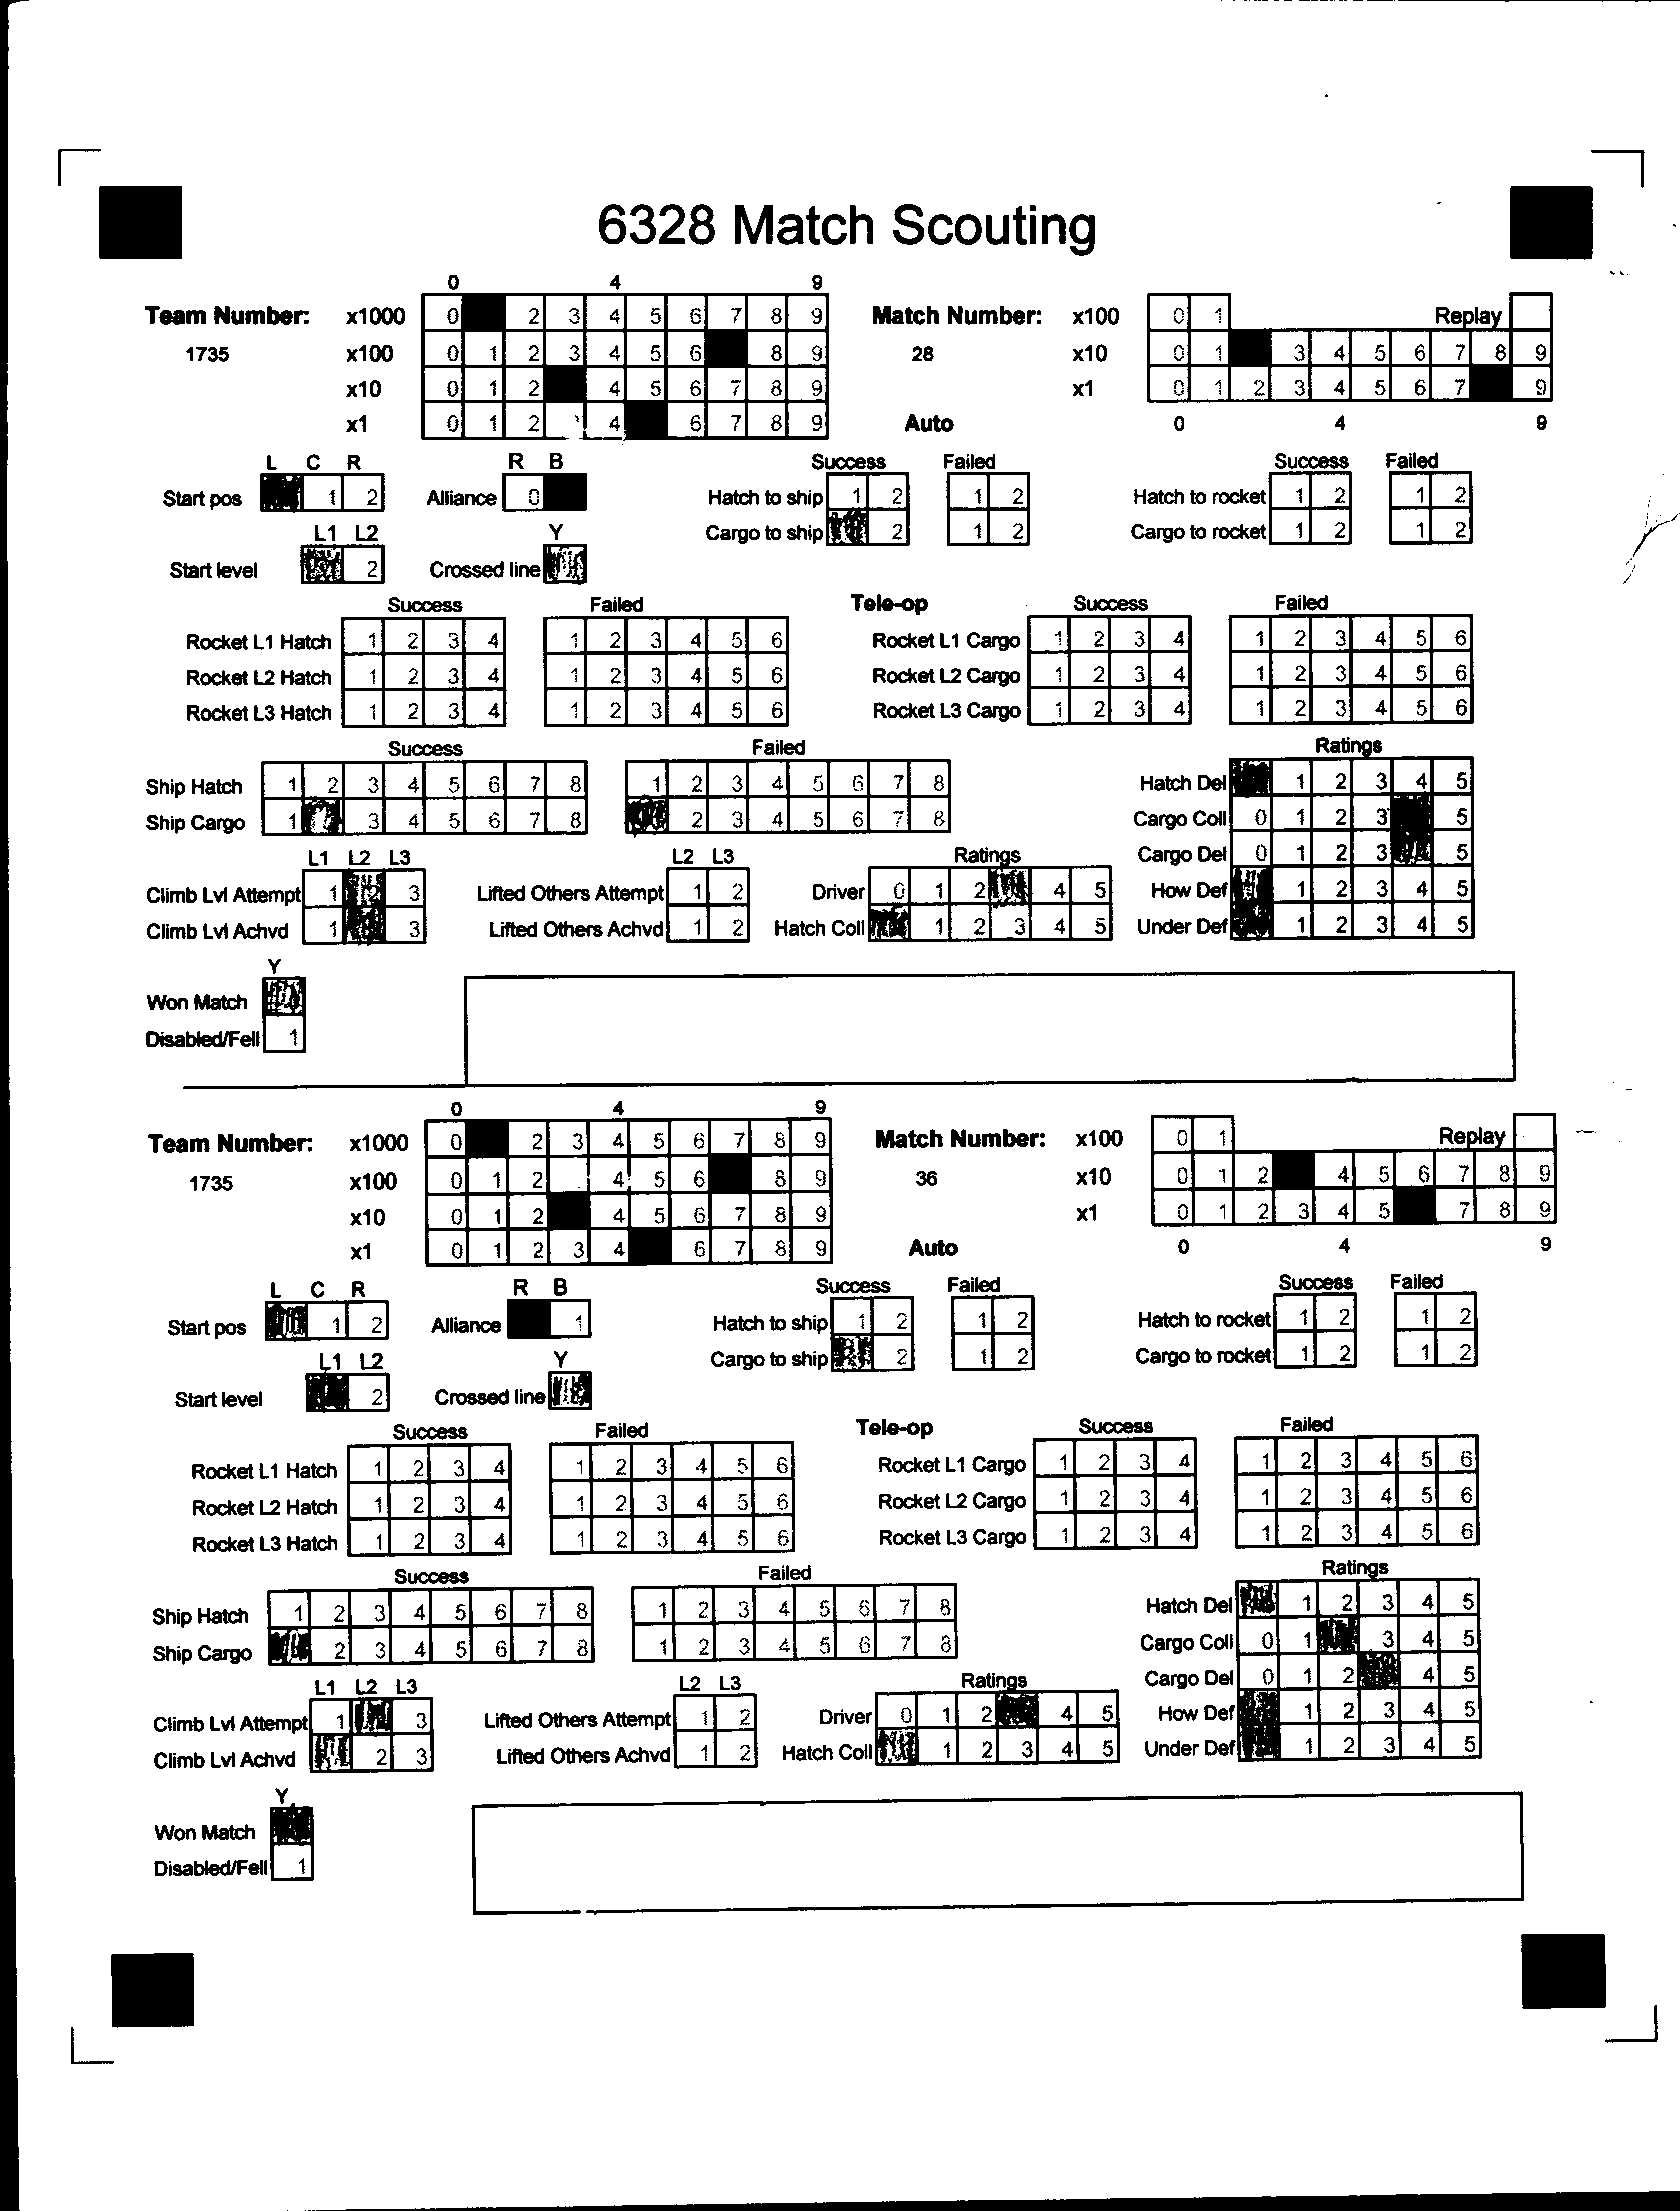 6328 Match Scouting
0 4 9
Team Number: x1000 0 2 3 4 5 6 7 8 9 Match Number: x100 0 1 Replay
1735 x100 0 1 2 3 4 5 6 8 9 28 x10 0 1 3 4 5 6 7 8 9
x10 0 1 2 4 5 6 7 8 9 x1 0 1 2 3 4 5 6 7 9
x1 0 1 2 4 6 7 8 9 Auto 0 4 9
L C R R B Success Failed Success Failed
Start pos 1 2 Alliance 0 Hatch to ship 1 2 1 2 Hatch to rocket 1 2 1 2
L1 L2 Y Cargo to ship 2 1 2 Cargo to rocket 1 2 1 2
Start level 2 Crossed line
Success Failed Tele-op Success Failed
Rocket L1 Hatch 1 2 3 4 1 2 3 4 5 6 Rocket L1 Cargo 1 2 3 4 1 2 3 4 5 6
Rocket L2 Hatch 1 2 3 4 1 2 3 4 5 6 Rocket L2 Cargo 1 2 3 4 1 2 3 4 5 6
Rocket L3 Hatch 1 2 3 4 1 2 3 4 5 6 Rocket L3 Cargo 1 2 3 4 1 2 3 4 5 6
Success Failed Ratings
Ship Hatch 1 2 3 4 5 6 7 8 1 2 3 4 5 6 7 8 Hatch Del 1 2 3 4 5
Ship Cargo 1 3 4 5 6 7 8 2 3 4 5 6 7 8 Cargo Coll 0 1 2 3 5
L1 L2 L3 L2 L3 Ratings Cargo Del 0 1 2 3 5
Climb Lvl Attempt 1 2 3 Lifted Others Attempt 1 2 Driver 0 1 2 4 5 How Def 1 2 3 4 5
Climb Lvl Achvd 1 3 Lifted Others Achvd 1 2 Hatch Coll 1 2 3 4 5 Under Def 1 2 3 4 5
Y
Won Match
Disabled/Fell 1
0 4 9
Team Number: x1000 0 2 3 4 5 6 7 8 9 Match Number: x100 0 1 Replay
1735 x100 0 1 2 4 5 6 8 9 36 x10 0 1 2 4 5 6 7 8 9
x10 0 1 2 4 5 6 7 8 9 x1 0 1 2 3 4 5 7 8 9
x1 0 1 2 3 4 6 7 8 9 Auto 0 4 9
L C R R B Success Failed Success Failed
Start pos 1 2 Alliance 1 Hatch to ship 1 2 1 2 Hatch to rocket 1 2 1 2
L1 L2 Y Cargo to ship 2 1 2 Cargo to rocket 1 2 1 2
Start level 2 Crossed line
Success Failed Tele-op Success Failed
Rocket L1 Hatch 1 2 3 4 1 2 3 4 5 6 Rocket L1 Cargo 1 2 3 4 1 2 3 4 5 6
Rocket L2 Hatch 1 2 3 4 1 2 3 4 5 6 Rocket L2 Cargo 1 2 3 4 1 2 3 4 5 6
Rocket L3 Hatch 1 2 3 4 1 2 3 4 5 6 Rocket L3 Cargo 1 2 3 4 1 2 3 4 5 6
Success Failed Ratings
Ship Hatch 1 2 3 4 5 6 7 8 1 2 3 4 5 6 7 8 Hatch Del 1 2 3 4 5
Ship Cargo 2 3 4 5 6 7 8 1 2 3 4 5 6 7 8 Cargo Coll 0 1 3 4 5
L1 L2 L3 L2 L3 Ratings Cargo Del 0 1 2 4 5
Climb Lvl Attempt 1 3 Lifted Others Attempt 1 2 Driver 0 1 2 4 5 How Def 1 2 3 4 5
Climb Lvl Achvd 2 3 Lifted Others Achvd 1 2 Hatch Coll 1 2 3 4 5 Under Def 1 2 3 4 5
Y
Won Match
Disabled/Fell 1